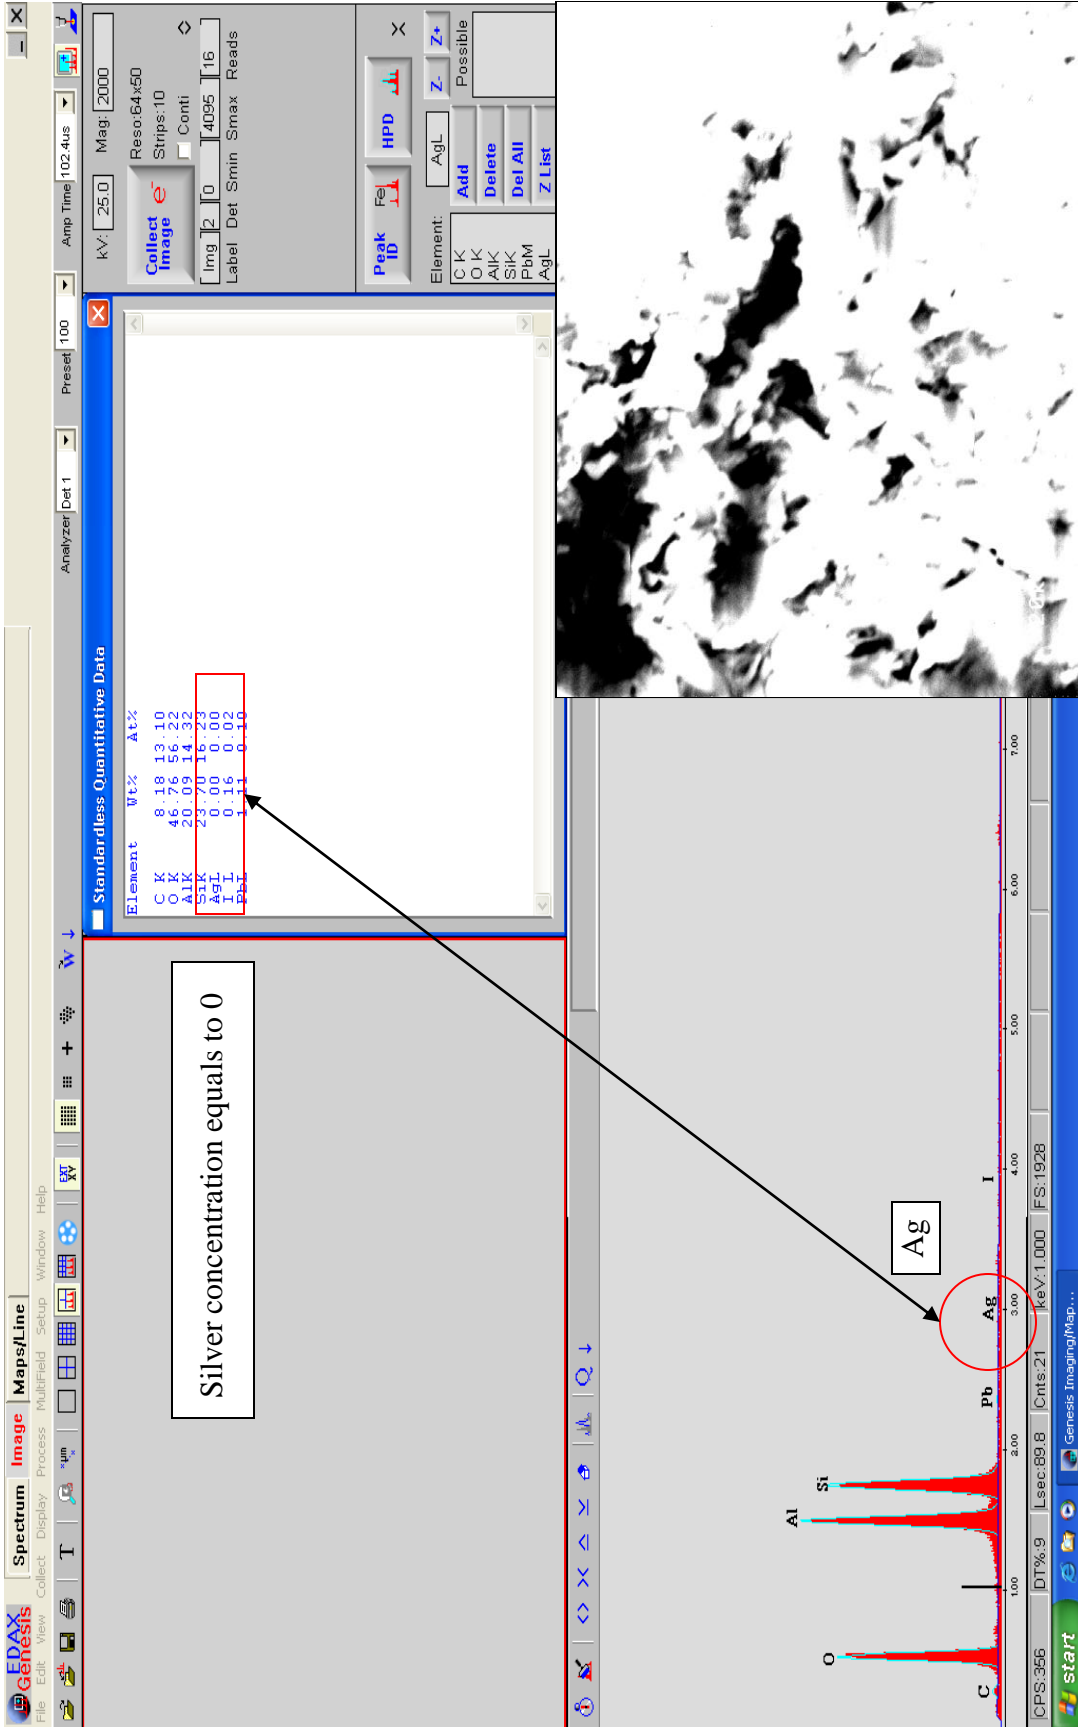 EDAX
Genesis
Spectrum
Image
Maps/Line
File Edit View Collect Display Process MultiField Setup Window Help
Analyzer Det 1 Preset 100 Amp Time 102.4us
Standardless Quantitative Data
Element Wt% At%
C K 8.18 13.10
O K 46.76 56.22
AlK 20.09 14.32
SiK 23.70 16.23
AgL 0.00 0.00
I L 0.16 0.02
PbL 1.11 0.10
kV: 25.0 Mag: 2000
Collect
Image e-
Reso:64x50
Strips:10
Conti
Img 2 0 4095 16
Label Det Smin Smax Reads
Peak
ID Fe
HPD
Element: AgL Z- Z+
C K
O K
AlK
SiK
PbM
AgL
Add
Delete
Del All
Z List
Possible
Silver concentration equals to 0
Ag
C O Al Si Pb Ag I
1.00 2.00 3.00 4.00 5.00 6.00 7.00
CPS:356 DT%:9 Lsec:89.8 Cnts:21 keV:1.000 FS:1928
start
Genesis Imaging/Map...